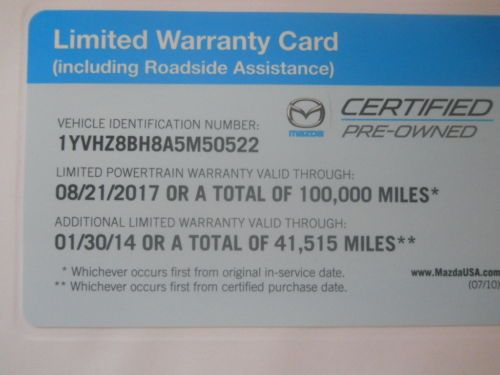 Limited Warranty Card
(including Roadside Assistance)
mazda
CERTIFIED
PRE-OWNED
VEHICLE IDENTIFICATION NUMBER:
1YVHZ8BH8A5M50522
LIMITED POWERTRAIN WARRANTY VALID THROUGH:
08/21/2017 OR A TOTAL OF 100,000 MILES*
ADDITIONAL LIMITED WARRANTY VALID THROUGH:
01/30/14 OR A TOTAL OF 41,515 MILES**
* Whichever occurs first from original in-service date.
** Whichever occurs first from certified purchase date.
www.MazdaUSA.com
(07/10)